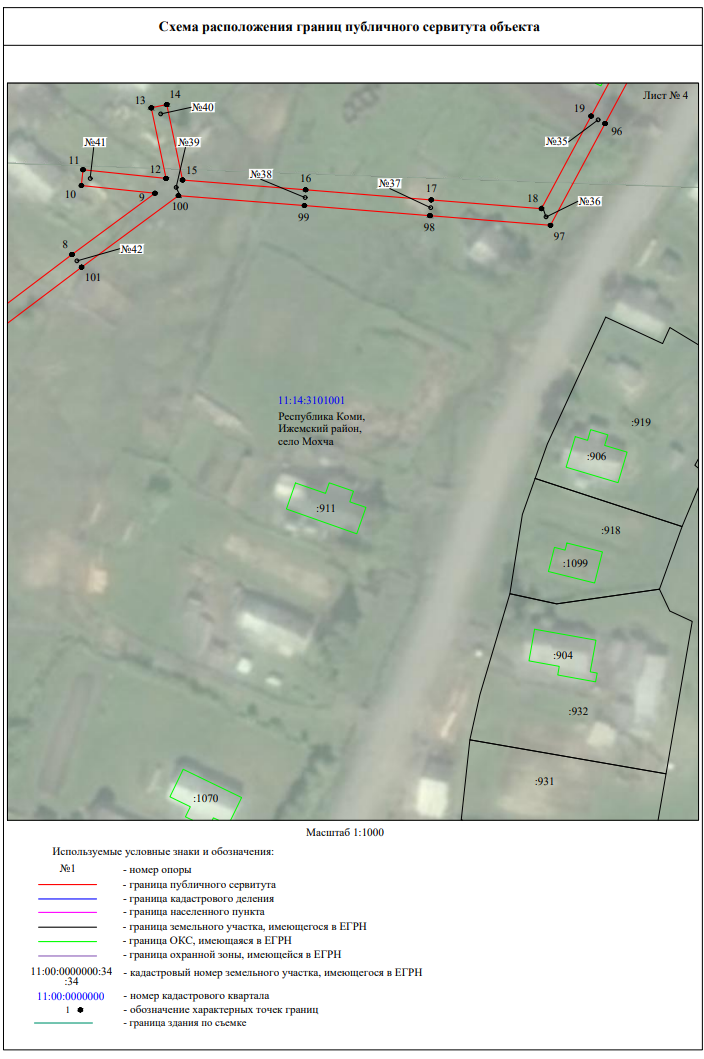 Схема расположения границ публичного сервитута объекта
Лист № 4
13
14
№40
19
96
№35
№41
№39
11
12
15
16
17
18
№38
№37
№36
10
9
100
99
98
97
8
№42
101
11:14:3101001
Республика Коми,
Ижемский район,
село Мохча
:919
:906
:911
:918
:1099
:904
:932
:931
:1070
Масштаб 1:1000
Используемые условные знаки и обозначения:
№1 - номер опоры
- граница публичного сервитута
- граница кадастрового деления
- граница населенного пункта
- граница земельного участка, имеющегося в ЕГРН
- граница ОКС, имеющаяся в ЕГРН
- граница охранной зоны, имеющейся в ЕГРН
11:00:0000000:34 - кадастровый номер земельного участка, имеющегося в ЕГРН
:34
11:00:0000000 - номер кадастрового квартала
1 - обозначение характерных точек границ
- граница здания по съемке